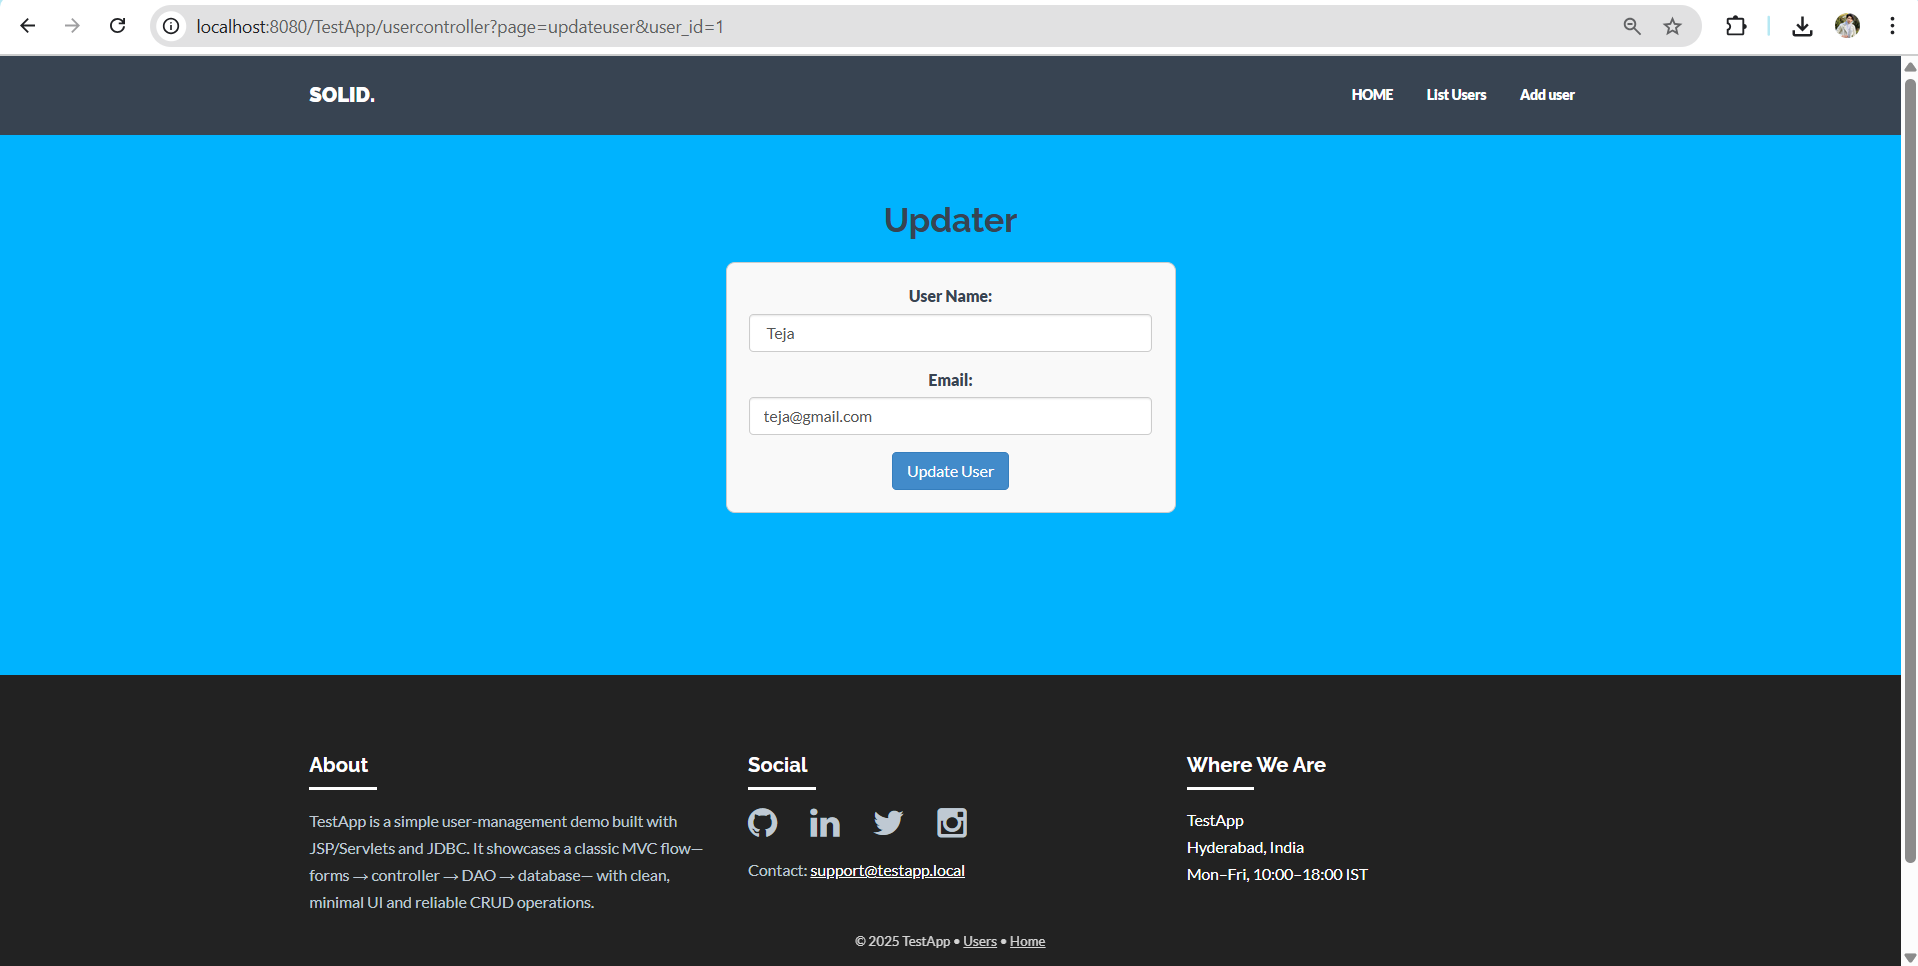 localhost:8080/TestApp/usercontroller?page=updateuser&user_id=1
SOLID.
HOME
List Users
Add user
Updater
User Name:
Teja
Email:
teja@gmail.com
Update User
About
TestApp is a simple user-management demo built with
JSP/Servlets and JDBC. It showcases a classic MVC flow—
forms → controller → DAO → database— with clean,
minimal UI and reliable CRUD operations.
Social
Contact: support@testapp.local
Where We Are
TestApp
Hyderabad, India
Mon–Fri, 10:00–18:00 IST
© 2025 TestApp • Users • Home